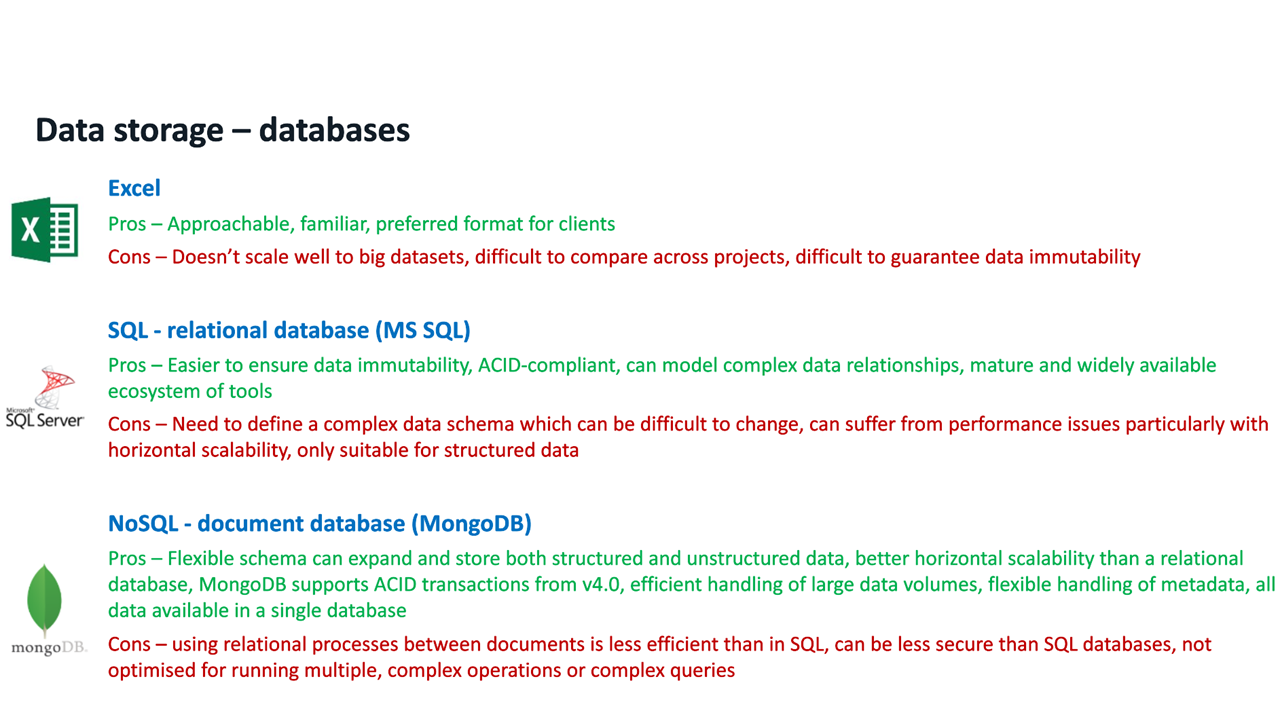 Data storage – databases
Excel
X
Pros – Approachable, familiar, preferred format for clients
Cons – Doesn't scale well to big datasets, difficult to compare across projects, difficult to guarantee data immutability
SQL - relational database (MS SQL)
Pros – Easier to ensure data immutability, ACID-compliant, can model complex data relationships, mature and widely available
ecosystem of tools
Microsoft®
SQL Server
Cons – Need to define a complex data schema which can be difficult to change, can suffer from performance issues particularly with
horizontal scalability, only suitable for structured data
NoSQL - document database (MongoDB)
Pros – Flexible schema can expand and store both structured and unstructured data, better horizontal scalability than a relational
database, MongoDB supports ACID transactions from v4.0, efficient handling of large data volumes, flexible handling of metadata, all
data available in a single database
mongoDB®
Cons – using relational processes between documents is less efficient than in SQL, can be less secure than SQL databases, not
optimised for running multiple, complex operations or complex queries